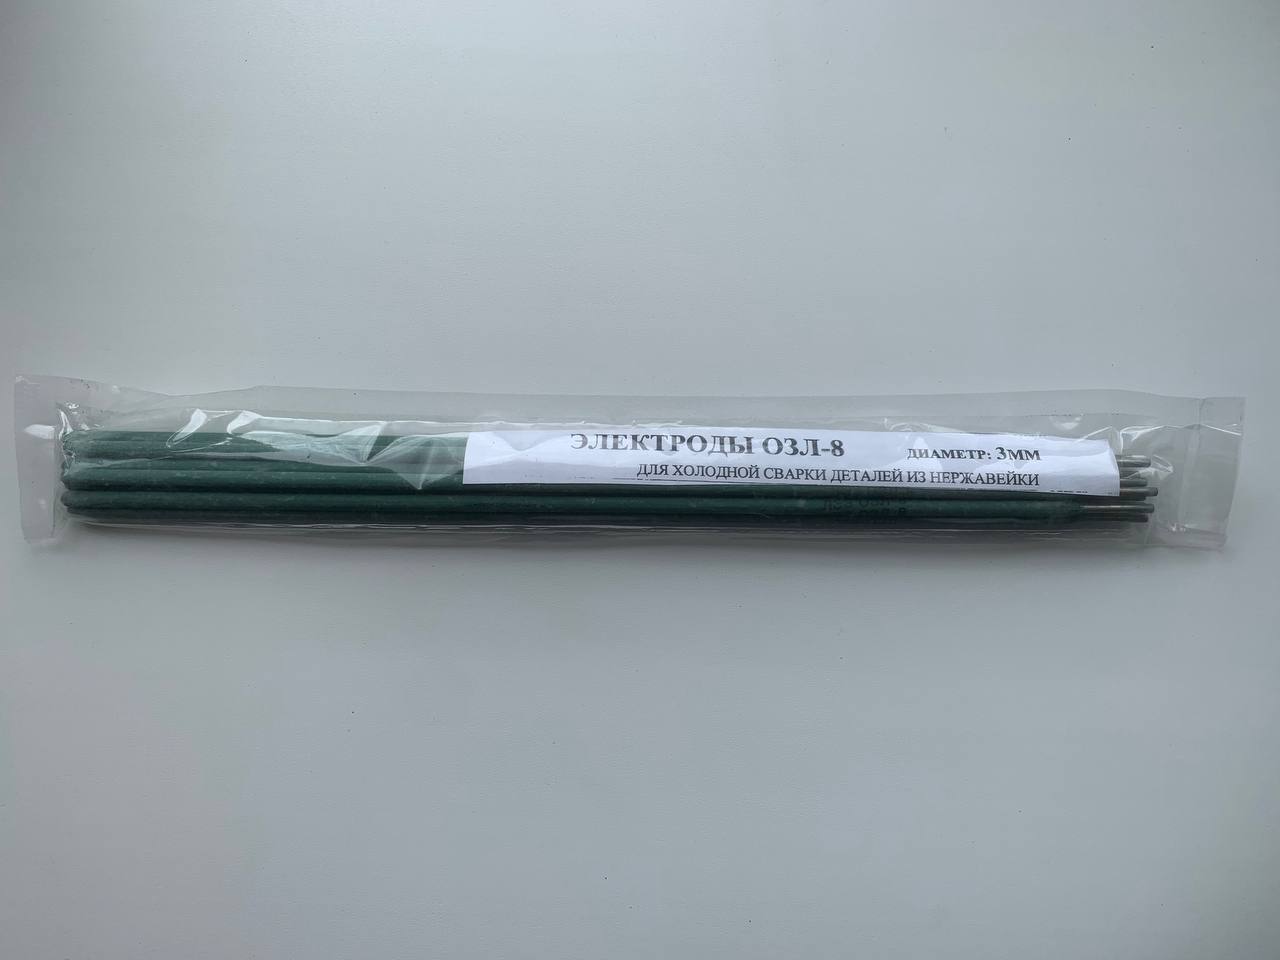 ЭЛЕКТРОДЫ ОЗЛ-8 ДИАМЕТР: 3ММ
ДЛЯ ХОЛОДНОЙ СВАРКИ ДЕТАЛЕЙ ИЗ НЕРЖАВЕЙКИ